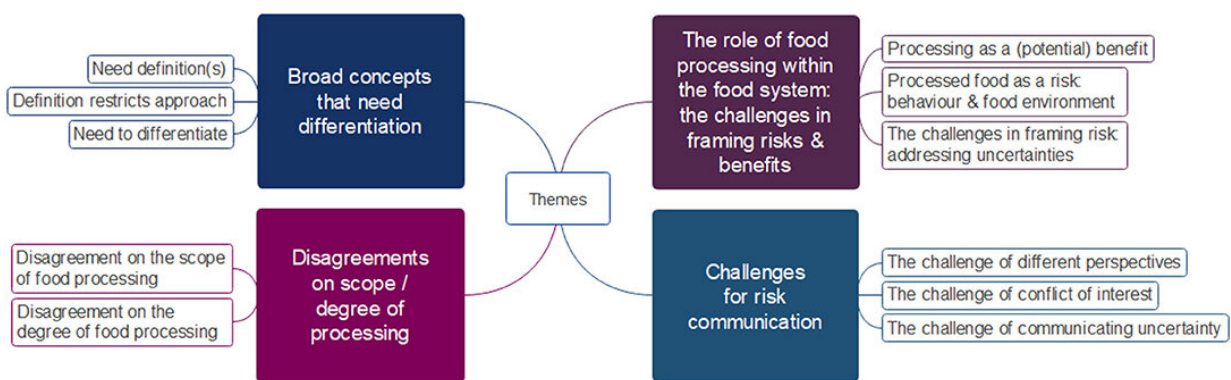 Need definition(s)
Definition restricts approach
Need to differentiate
Broad concepts
that need
differentiation
The role of food
processing within
the food system:
the challenges in
framing risks &
benefits
Processing as a (potential) benefit
Processed food as a risk:
behaviour & food environment
The challenges in framing risk:
addressing uncertainties
Themes
Disagreement on the scope
of food processing
Disagreement on the
degree of food processing
Disagreements
on scope /
degree of
processing
Challenges
for risk
communication
The challenge of different perspectives
The challenge of conflict of interest
The challenge of communicating uncertainty